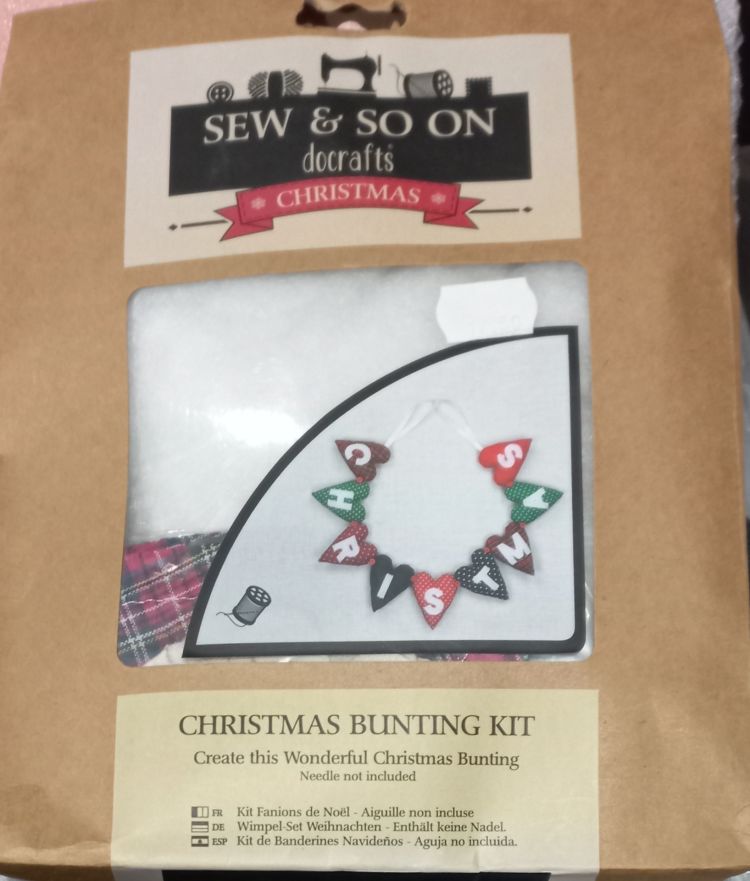 SEW & SO ON
docrafts
CHRISTMAS
C
H
R
I
S
T
M
A
S
CHRISTMAS BUNTING KIT
Create this Wonderful Christmas Bunting
Needle not included
FR Kit Fanions de Noël - Aiguille non incluse
DE Wimpel-Set Weihnachten - Enthält keine Nadel.
ESP Kit de Banderines Navideños - Aguja no incluida.